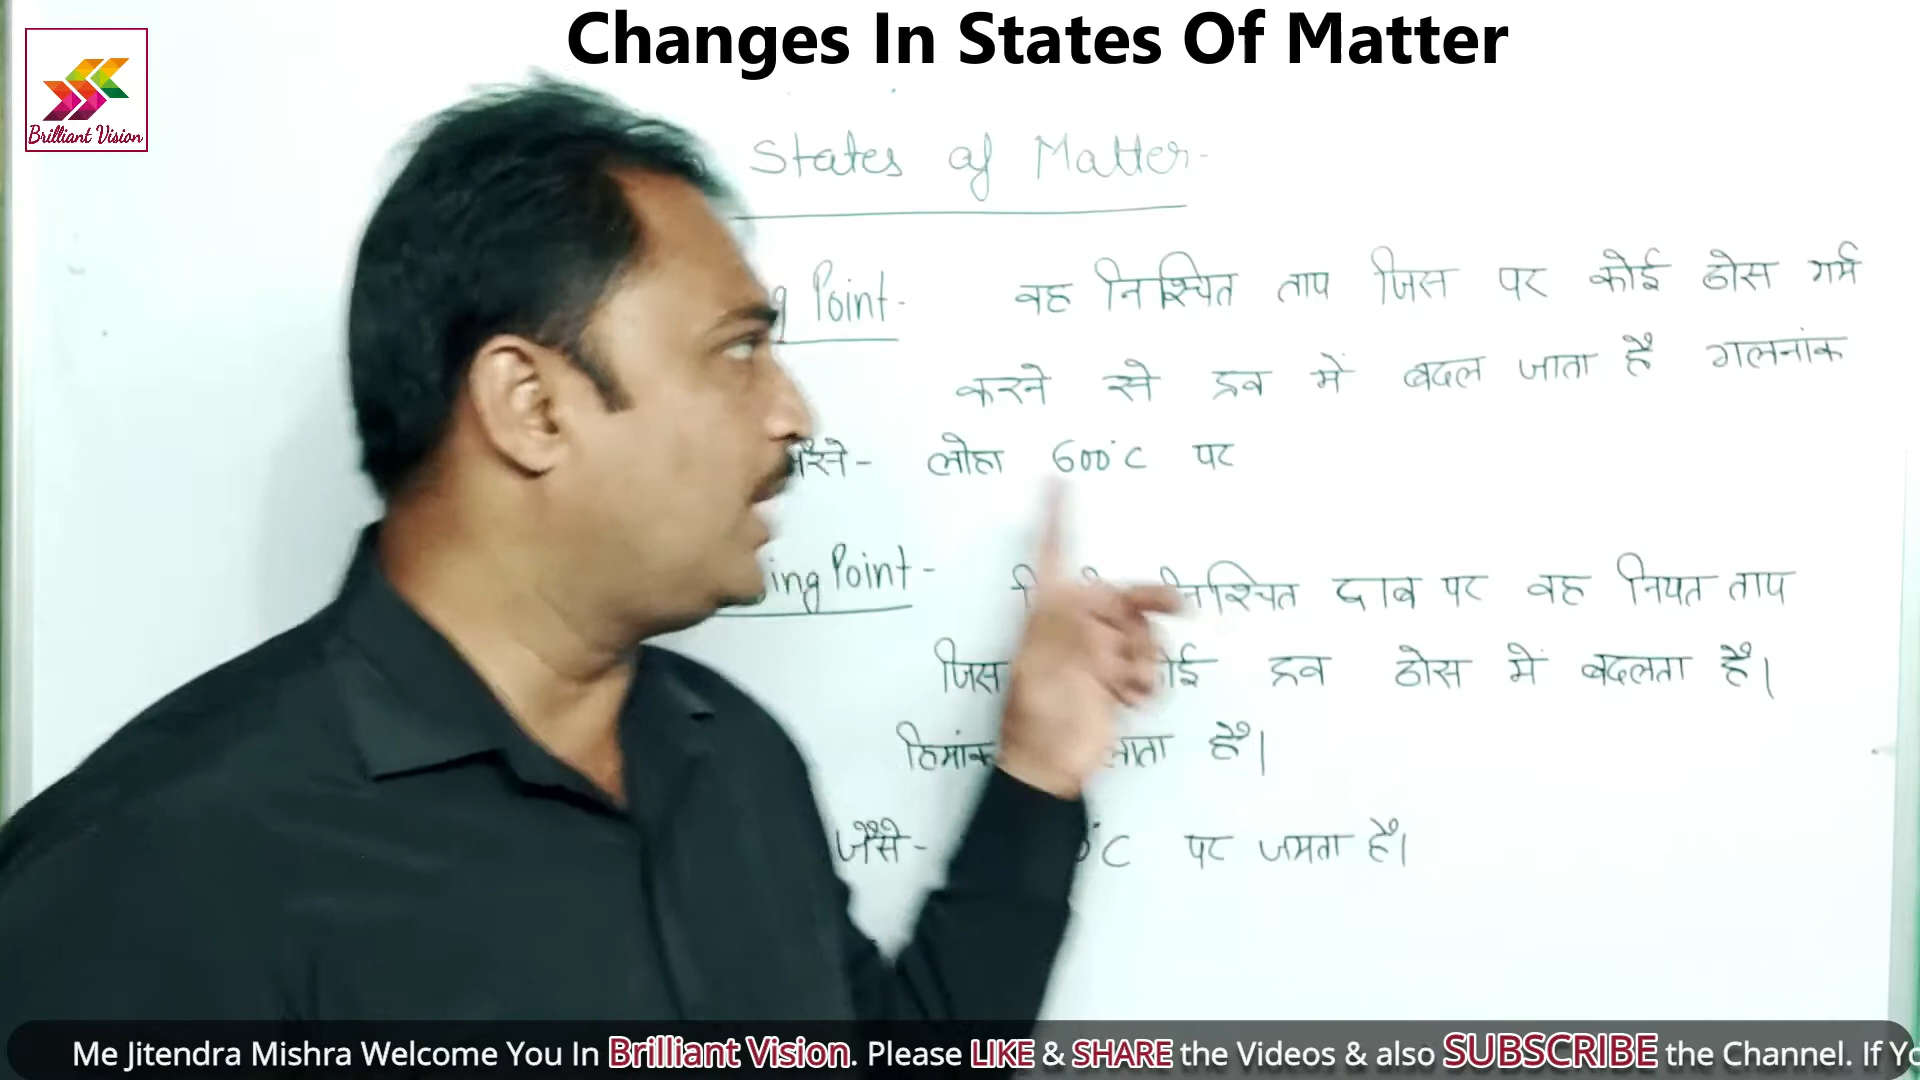 Changes In States Of Matter
Brilliant Vision
States of Matter-
Point- वह निश्चित ताप जिस पर कोई ठोस गर्म
करने से द्रव में बदल जाता है गलनांक
लोहा 600°C पर
ing Point- निश्चित दाब पर वह नियत ताप
जिस द्रव ठोस में बदलता है।
हिमांक है।
जैसे- °C पर जमता है।
Me Jitendra Mishra Welcome You In Brilliant Vision. Please LIKE & SHARE the Videos & also SUBSCRIBE the Channel. If